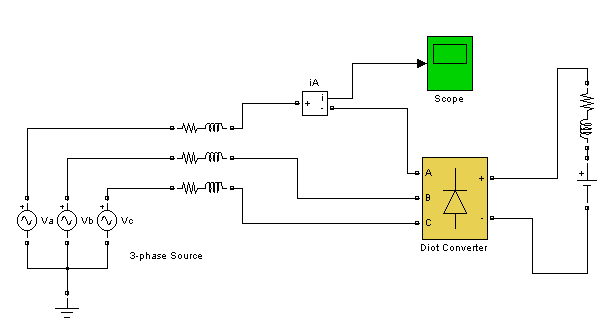 iA
+ i
-
Scope
+
A
B
C
+
-
+
Va
+
Vb
+
Vc
3-phase Source
Diot Converter